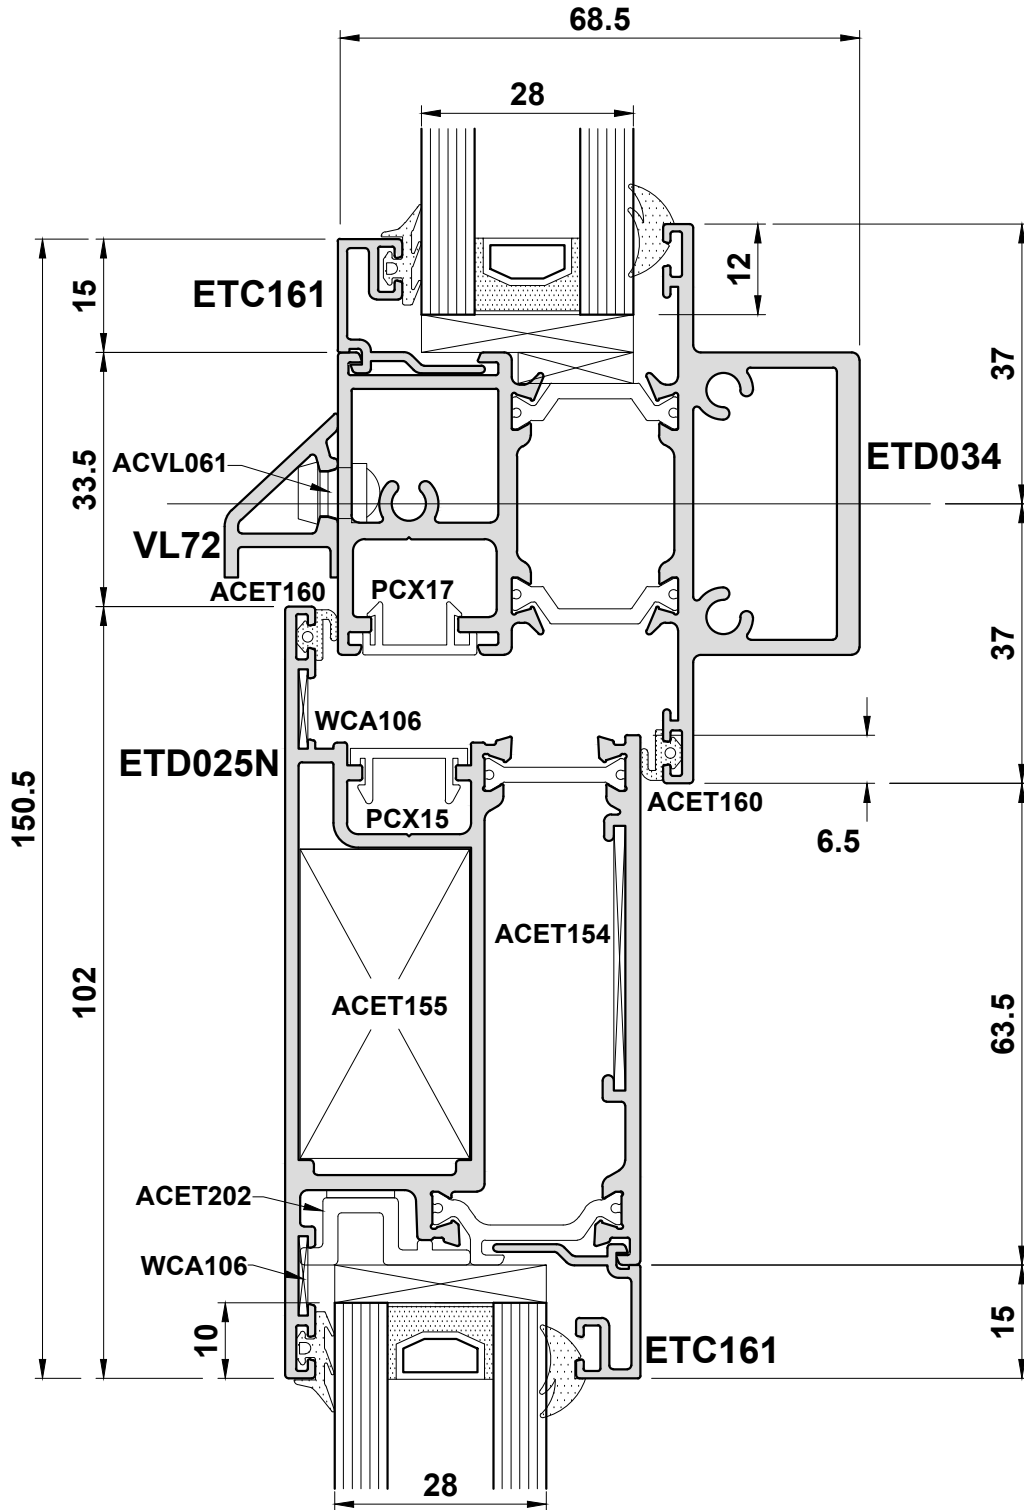 68.5
28
15
ETC161
12
37
33.5
ACVL061
ETD034
VL72
ACET160
PCX17
37
WCA106
ETD025N
150.5
ACET160
PCX15
6.5
ACET154
102
ACET155
63.5
ACET202
WCA106
10
ETC161
15
28